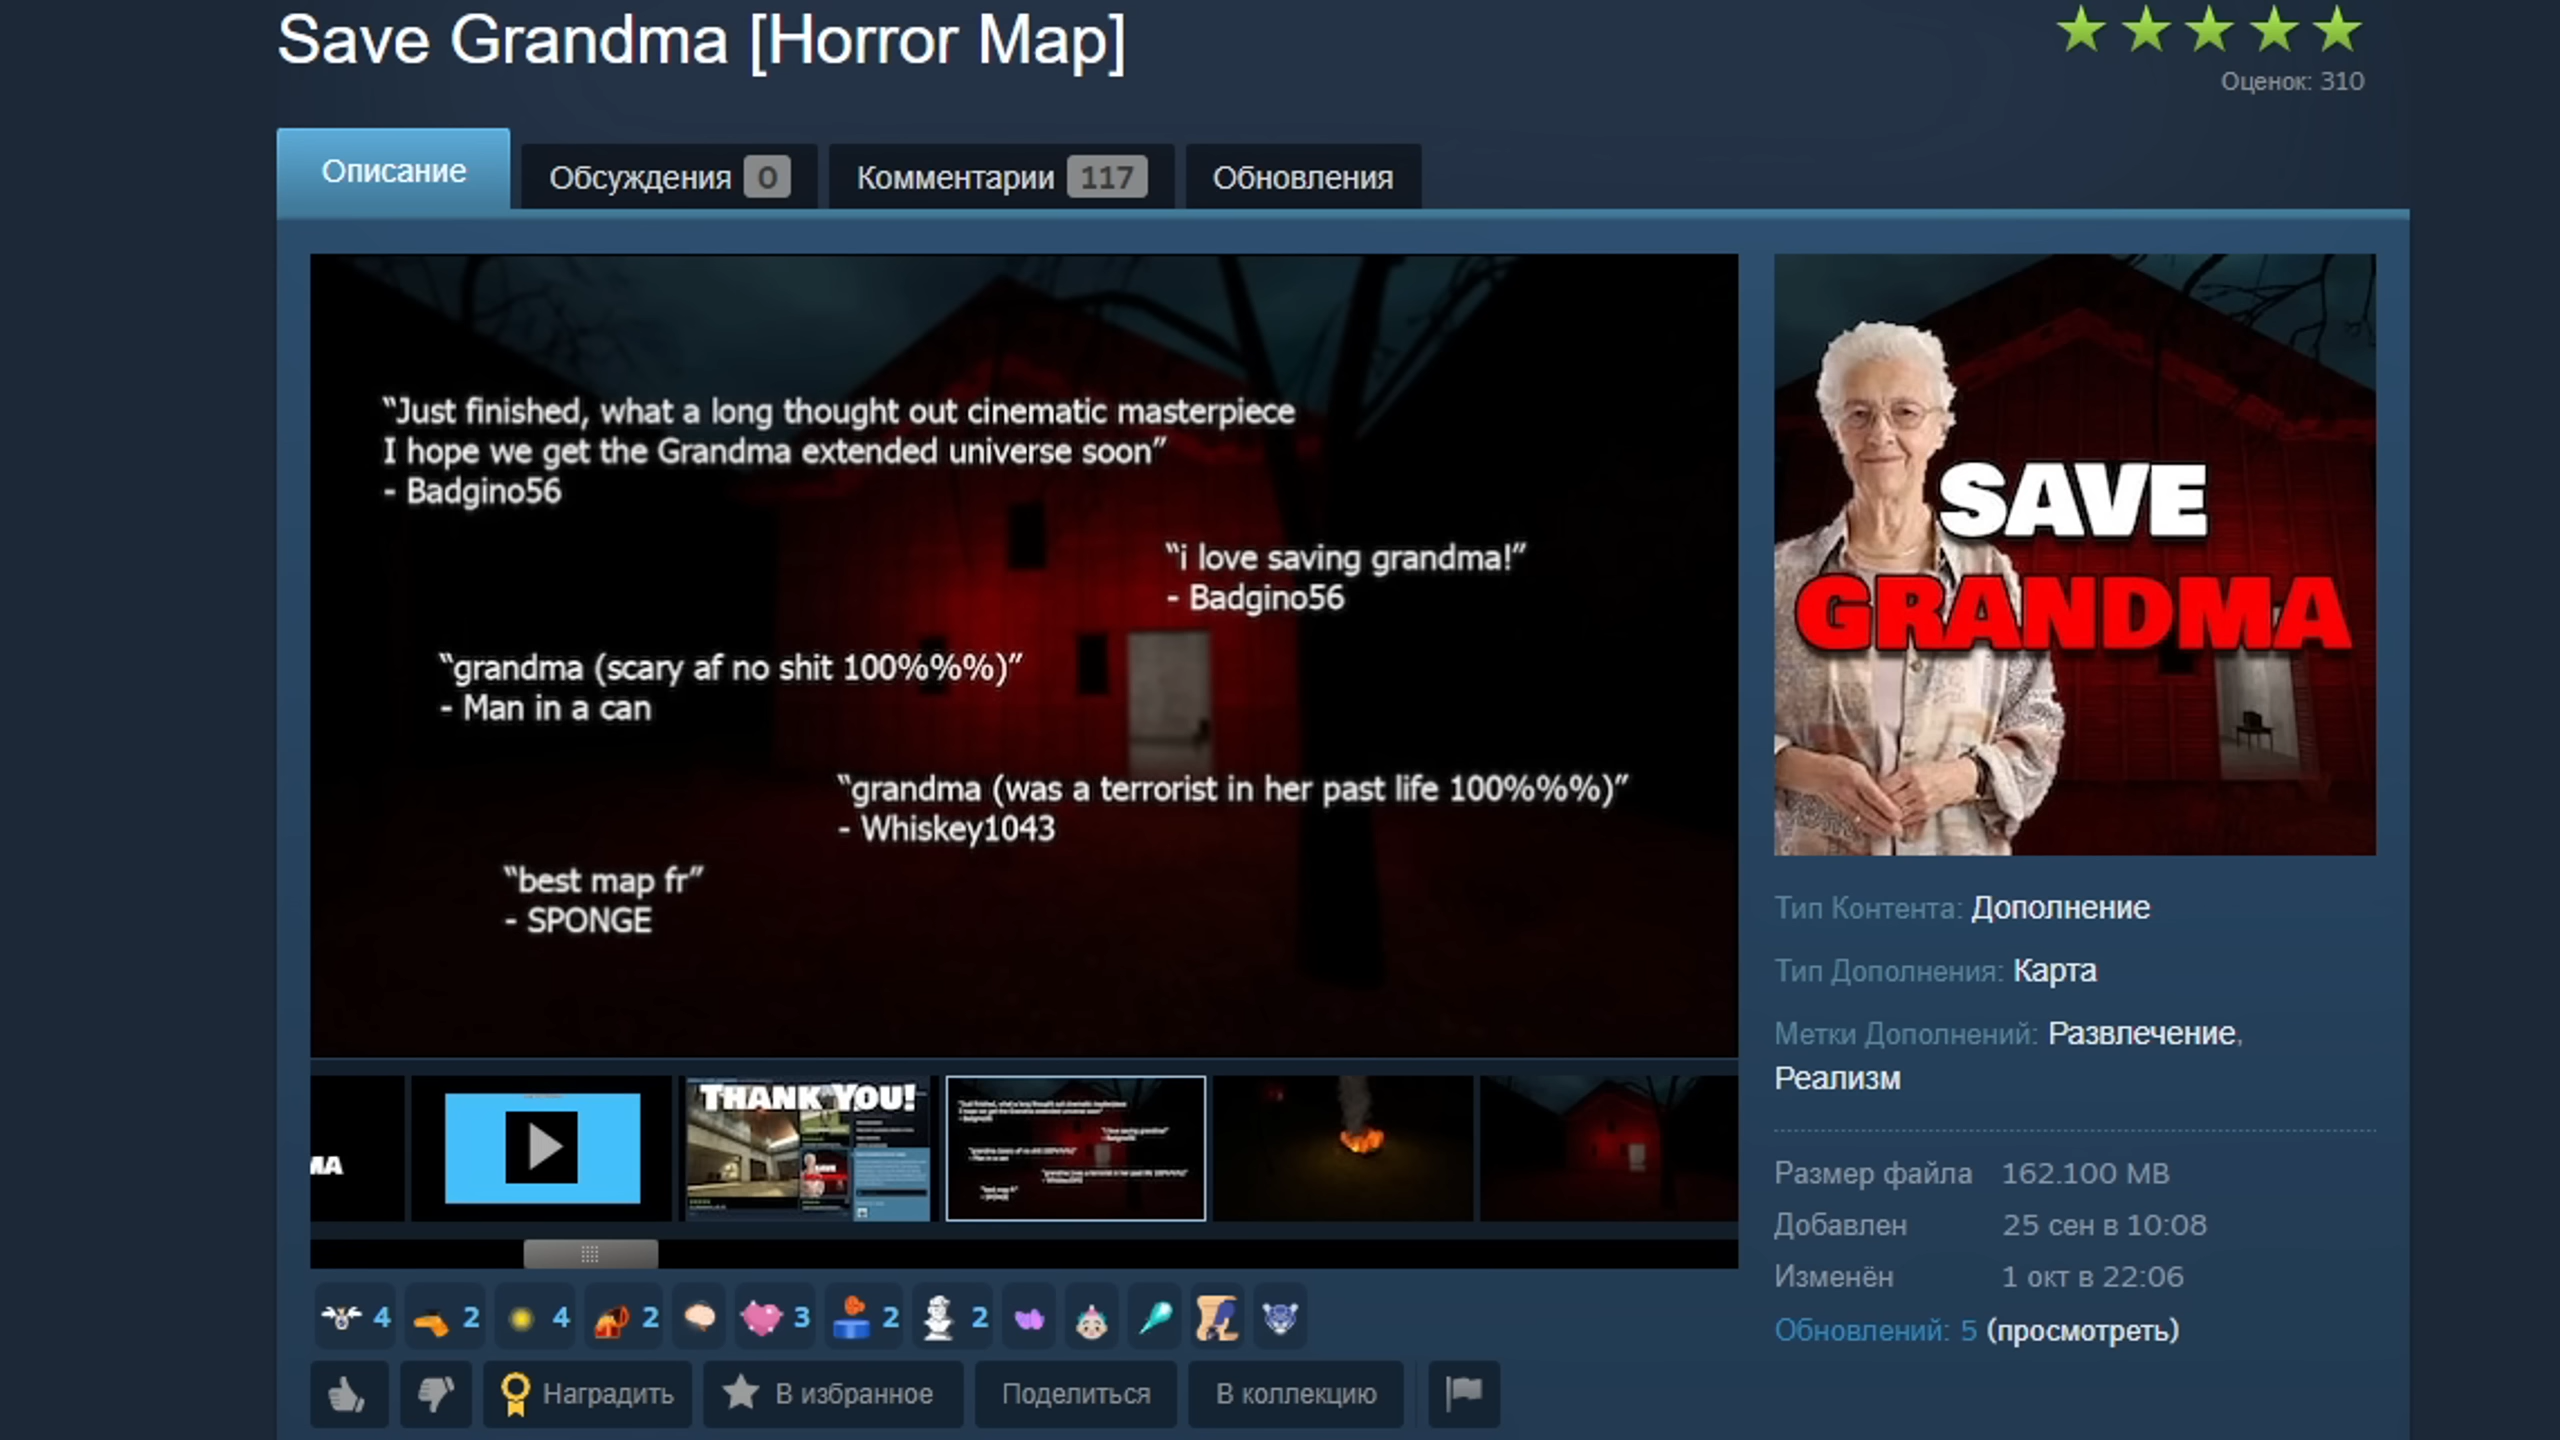 Save Grandma [Horror Map]
Оценок: 310
Описание
Обсуждения 0
Комментарии 117
Обновления
“Just finished, what a long thought out cinematic masterpiece
I hope we get the Grandma extended universe soon”
- Badgino56
“i love saving grandma!”
- Badgino56
“grandma (scary af no shit 100%%%)”
- Man in a can
“grandma (was a terrorist in her past life 100%%%)”
- Whiskey1043
“best map fr”
- SPONGE
SAVE
GRANDMA
Тип Контента: Дополнение
Тип Дополнения: Карта
Метки Дополнений: Развлечение,
Реализм
Размер файла 162.100 MB
Добавлен 25 сен в 10:08
Изменён 1 окт в 22:06
Обновлений: 5 (просмотреть)
MA
THANK YOU!
4
2
4
2
3
2
2
Наградить
В избранное
Поделиться
В коллекцию